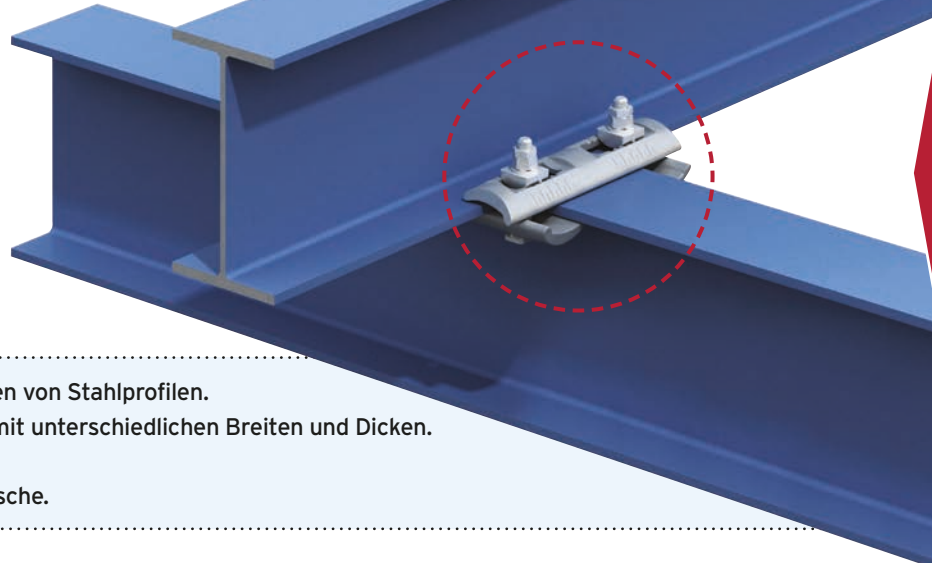 en von Stahlprofilen.
mit unterschiedlichen Breiten und Dicken.
sche.